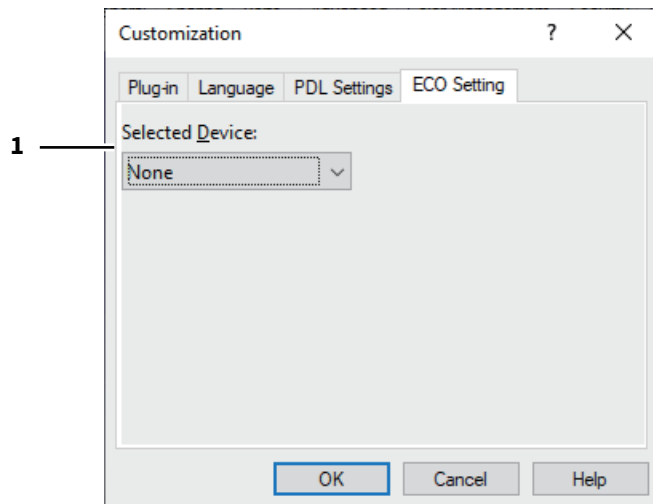 Customization ? ×
Plug-in Language PDL Settings ECO Setting
1
Selected Device:
None
OK Cancel Help